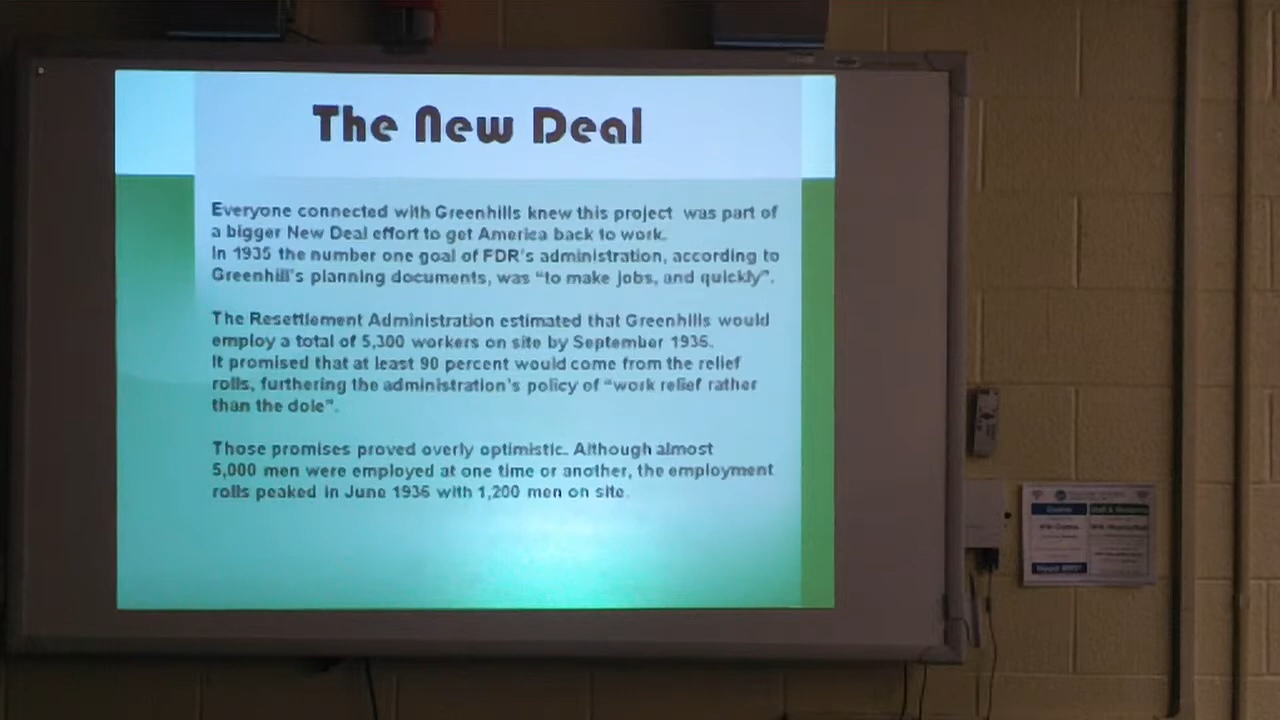 The New Deal
Everyone connected with Greenhills knew this project was part of
a bigger New Deal effort to get America back to work.
In 1935 the number one goal of FDR's administration, according to
Greenhill's planning documents, was "to make jobs, and quickly".
The Resettlement Administration estimated that Greenhills would
employ a total of 5,300 workers on site by September 1936.
It promised that at least 90 percent would come from the relief
rolls, furthering the administration's policy of "work relief rather
than the dole".
Those promises proved overly optimistic. Although almost
5,000 men were employed at one time or another, the employment
rolls peaked in June 1936 with 1,200 men on site.